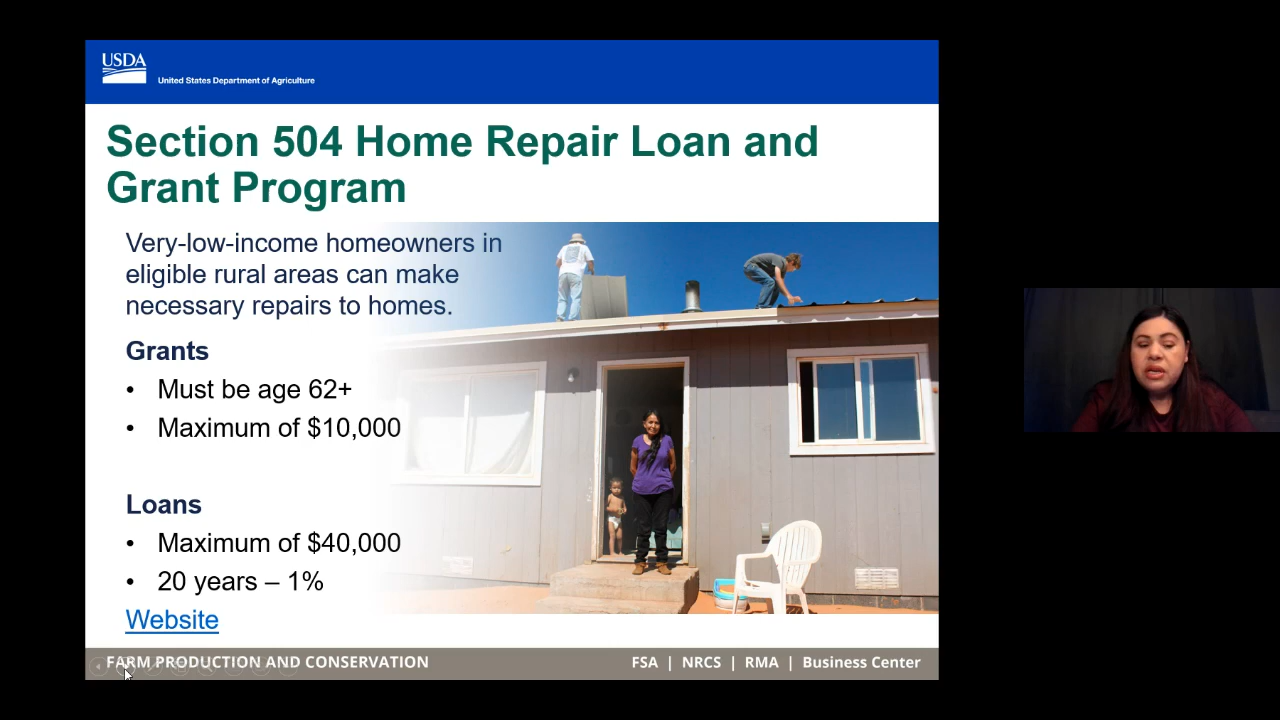 USDA
United States Department of Agriculture
Section 504 Home Repair Loan and
Grant Program
Very-low-income homeowners in
eligible rural areas can make
necessary repairs to homes.
Grants
• Must be age 62+
• Maximum of $10,000
Loans
• Maximum of $40,000
• 20 years – 1%
Website
FARM PRODUCTION AND CONSERVATION
FSA | NRCS | RMA | Business Center